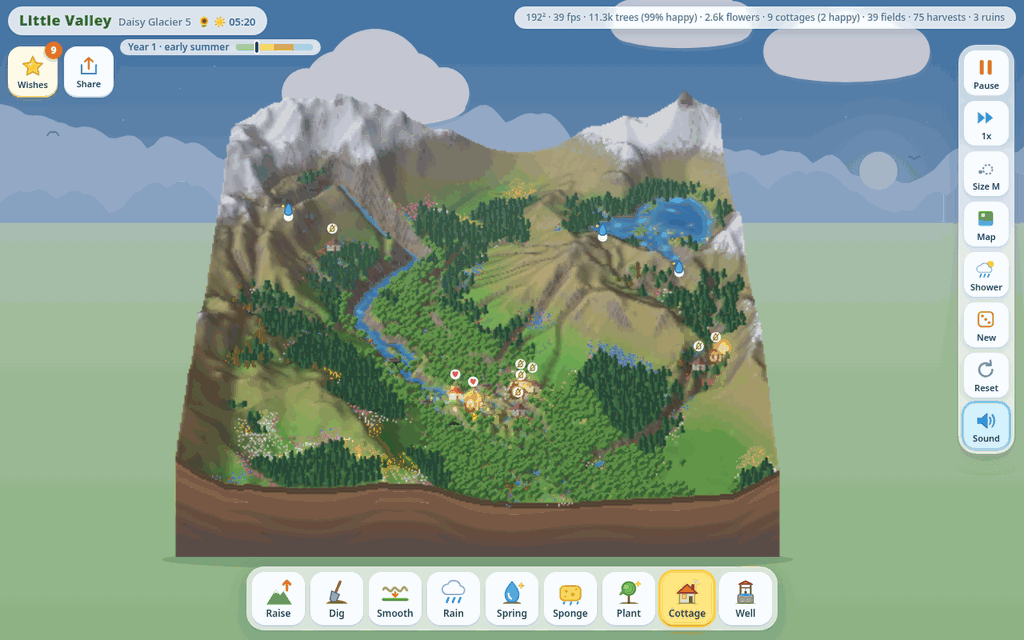 Little Valley Daisy Glacier 5 05:20
192² · 39 fps · 11.3k trees (99% happy) · 2.6k flowers · 9 cottages (2 happy) · 39 fields · 75 harvests · 3 ruins
Year 1 · early summer
9
Wishes
Share
Pause
1x
Size M
Map
Shower
New
Reset
Sound
Raise
Dig
Smooth
Rain
Spring
Sponge
Plant
Cottage
Well